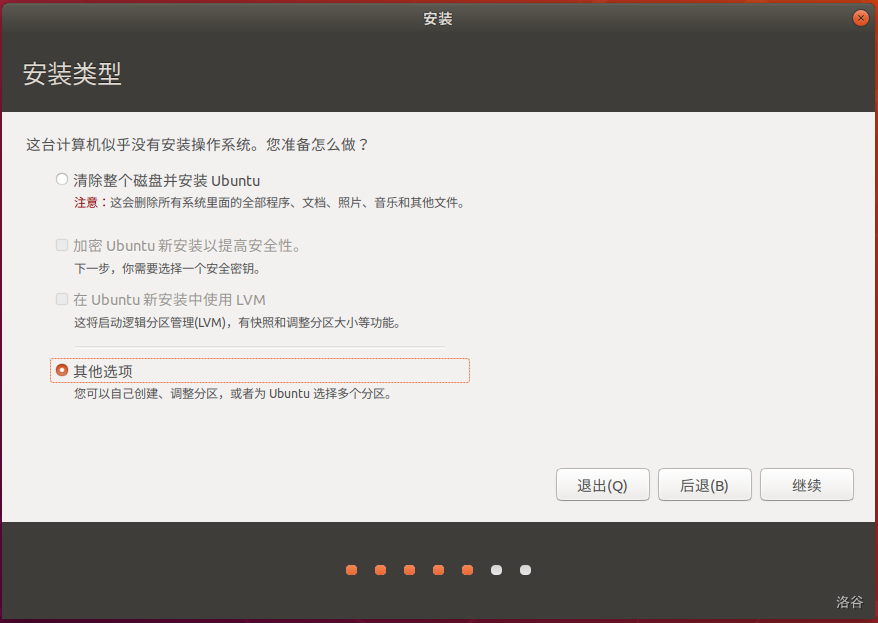 安装
安装类型
这台计算机似乎没有安装操作系统。您准备怎么做？
清除整个磁盘并安装 Ubuntu
注意：这会删除所有系统里面的全部程序、文档、照片、音乐和其他文件。
加密 Ubuntu 新安装以提高安全性。
下一步，你需要选择一个安全密钥。
在 Ubuntu 新安装中使用 LVM
这将启动逻辑分区管理(LVM)，有快照和调整分区大小等功能。
其他选项
您可以自己创建、调整分区，或者为 Ubuntu 选择多个分区。
退出(Q)
后退(B)
继续
洛谷